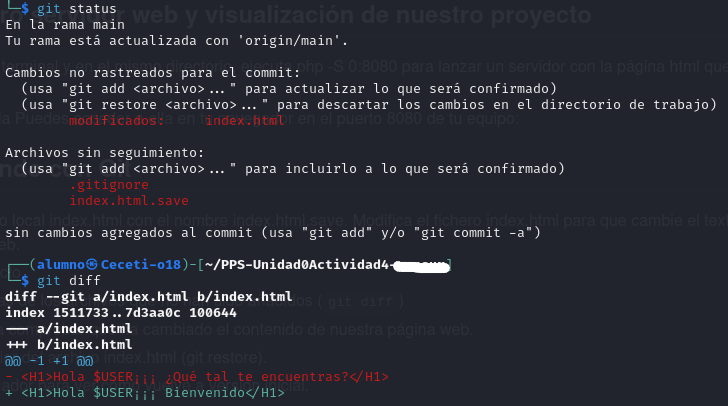 └─$ git status
En la rama main
Tu rama está actualizada con 'origin/main'.
Cambios no rastreados para el commit:
(usa "git add <archivo>..." para actualizar lo que será confirmado)
(usa "git restore <archivo>..." para descartar los cambios en el directorio de trabajo)
modificados:     index.html
Archivos sin seguimiento:
(usa "git add <archivo>..." para incluirlo a lo que será confirmado)
.gitignore
index.html.save
sin cambios agregados al commit (usa "git add" y/o "git commit -a")
┌──(alumno㉿Ceceti-o18)-[~/PPS-Unidad0Actividad4-]
└─$ git diff
diff --git a/index.html b/index.html
index 1511733..7d3aa0c 100644
--- a/index.html
+++ b/index.html
@@ -1 +1 @@
- <H1>Hola $USER¡¡¡ ¿Qué tal te encuentras?</H1>
+ <H1>Hola $USER¡¡¡ Bienvenido</H1>